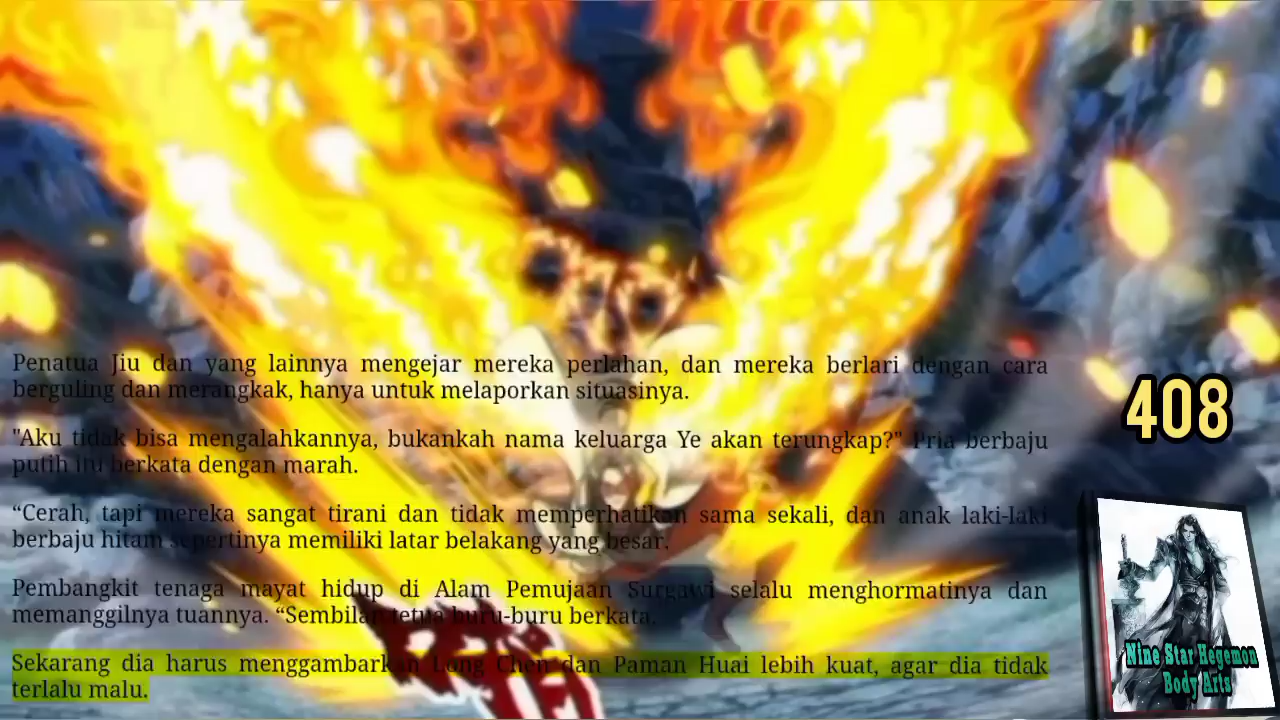 Penatua Jiu dan yang lainnya mengejar mereka perlahan, dan mereka berlari dengan cara
berguling dan merangkak, hanya untuk melaporkan situasinya.
"Aku tidak bisa mengalahkannya, bukankah nama keluarga Ye akan terungkap?" Pria berbaju
putih ini berkata dengan marah.
“Cerah, tapi mereka sangat tirani dan tidak memperhatikan sama sekali, dan anak laki-laki
berbaju hitam sepertinya memiliki latar belakang yang besar.
Pembangkit tenaga mayat hidup di Alam Pemujaan Surgawi selalu menghormatinya dan
memanggilnya tuannya. “Sembilan tetua buru-buru berkata.
Sekarang dia harus menggambarkan Long Chen dan Paman Huai lebih kuat, agar dia tidak
terlalu malu.
408
Nine Star Hegemon
Body Arts